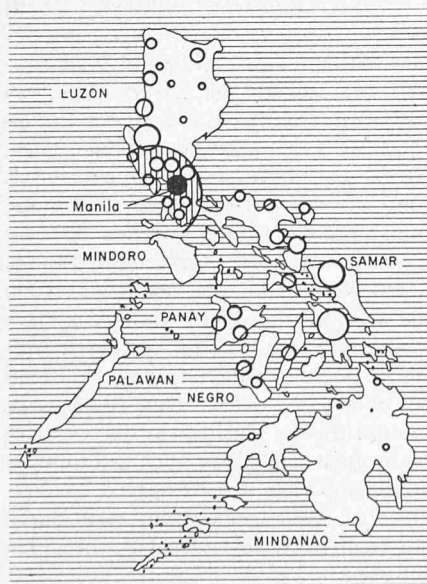 LUZON
Manila
MINDORO
SAMAR
PANAY
PALAWAN
NEGRO
MINDANAO